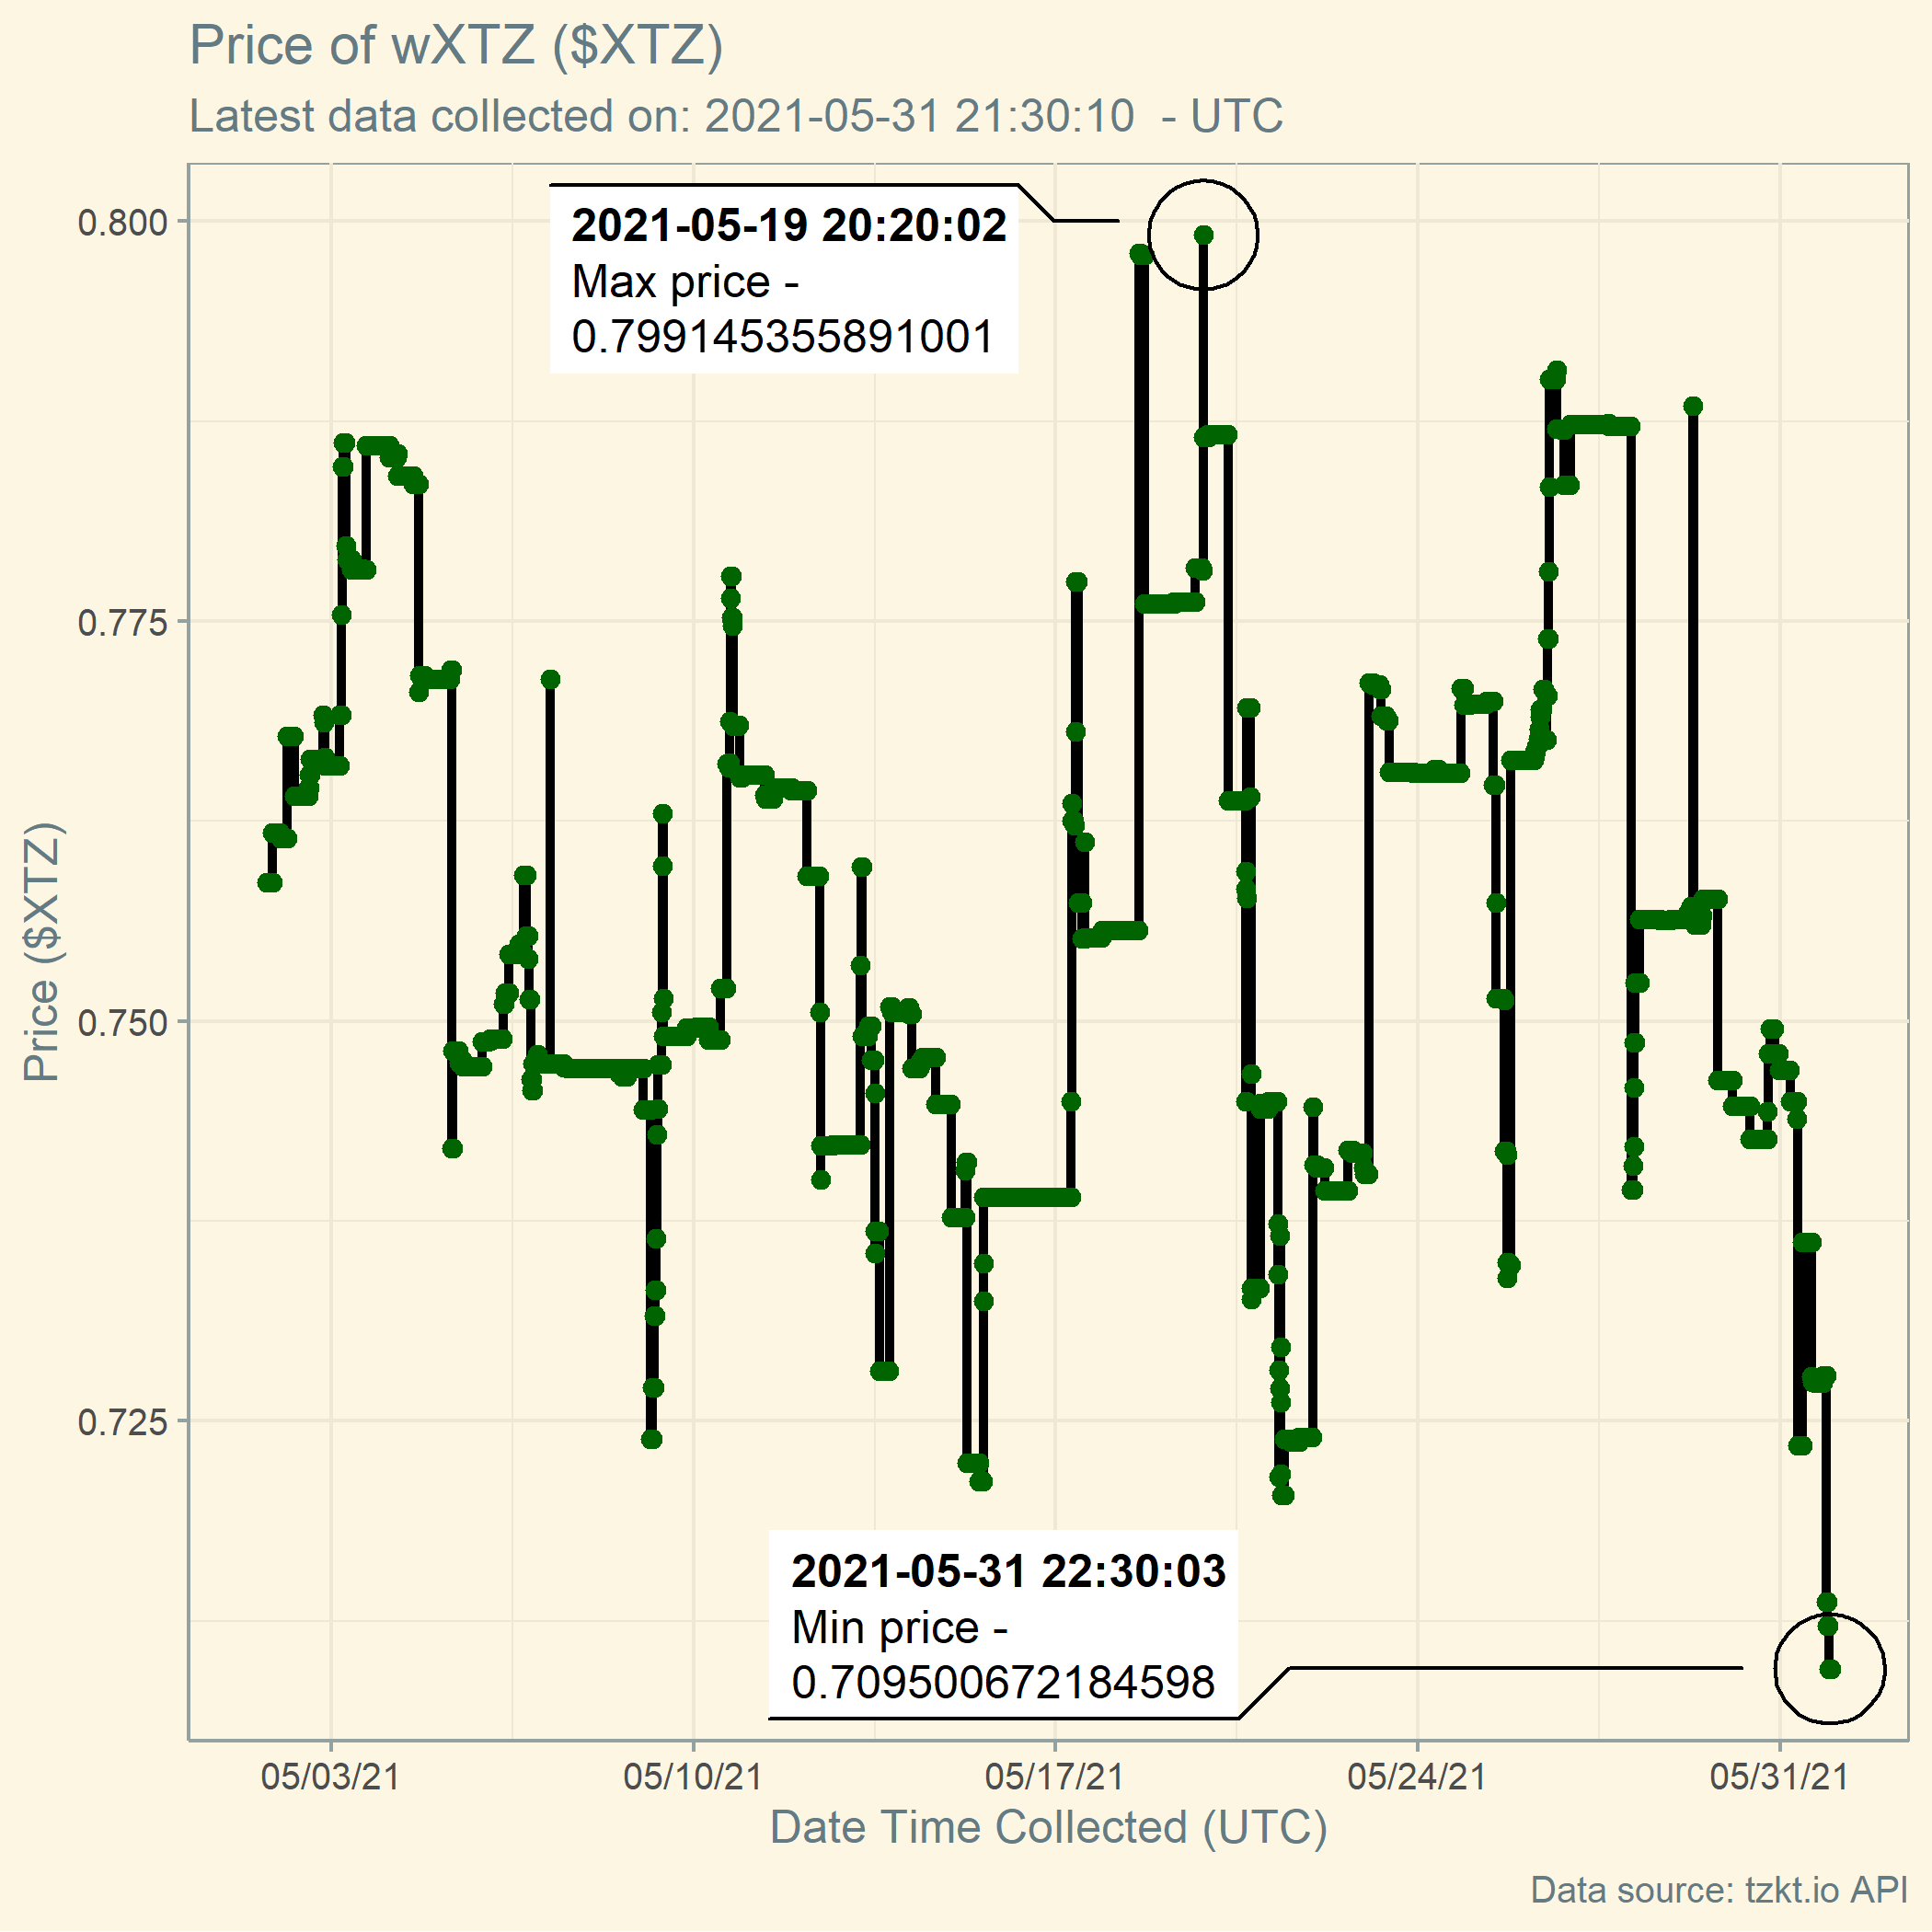 Price of wXTZ ($XTZ)
Latest data collected on: 2021-05-31 21:30:10  - UTC
2021-05-19 20:20:02
Max price -
0.799145355891001
0.800
0.775
0.750
0.725
Price ($XTZ)
2021-05-31 22:30:03
Min price -
0.709500672184598
05/03/21
05/10/21
05/17/21
05/24/21
05/31/21
Date Time Collected (UTC)
Data source: tzkt.io API